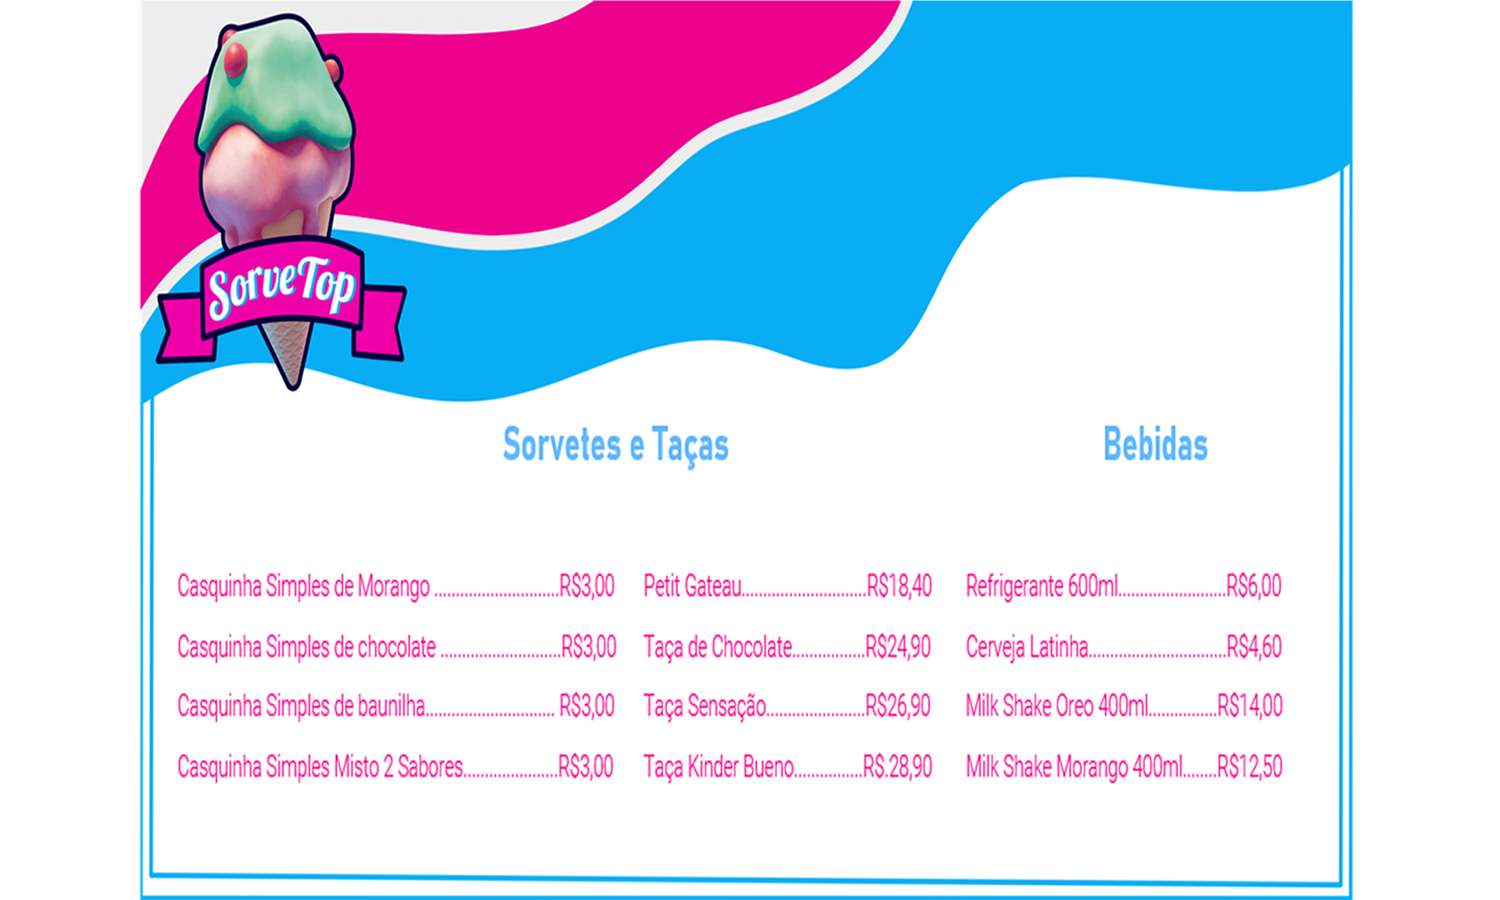 SorveTop
Sorvetes e Taças
Casquinha Simples de Morango .............................R$3,00
Casquinha Simples de chocolate ............................R$3,00
Casquinha Simples de baunilha.............................. R$3,00
Casquinha Simples Misto 2 Sabores......................R$3,00
Petit Gateau.............................R$18,40
Taça de Chocolate.................R$24,90
Taça Sensação.......................R$26,90
Taça Kinder Bueno................R$.28,90
Bebidas
Refrigerante 600ml.........................R$6,00
Cerveja Latinha................................R$4,60
Milk Shake Oreo 400ml................R$14,00
Milk Shake Morango 400ml........R$12,50